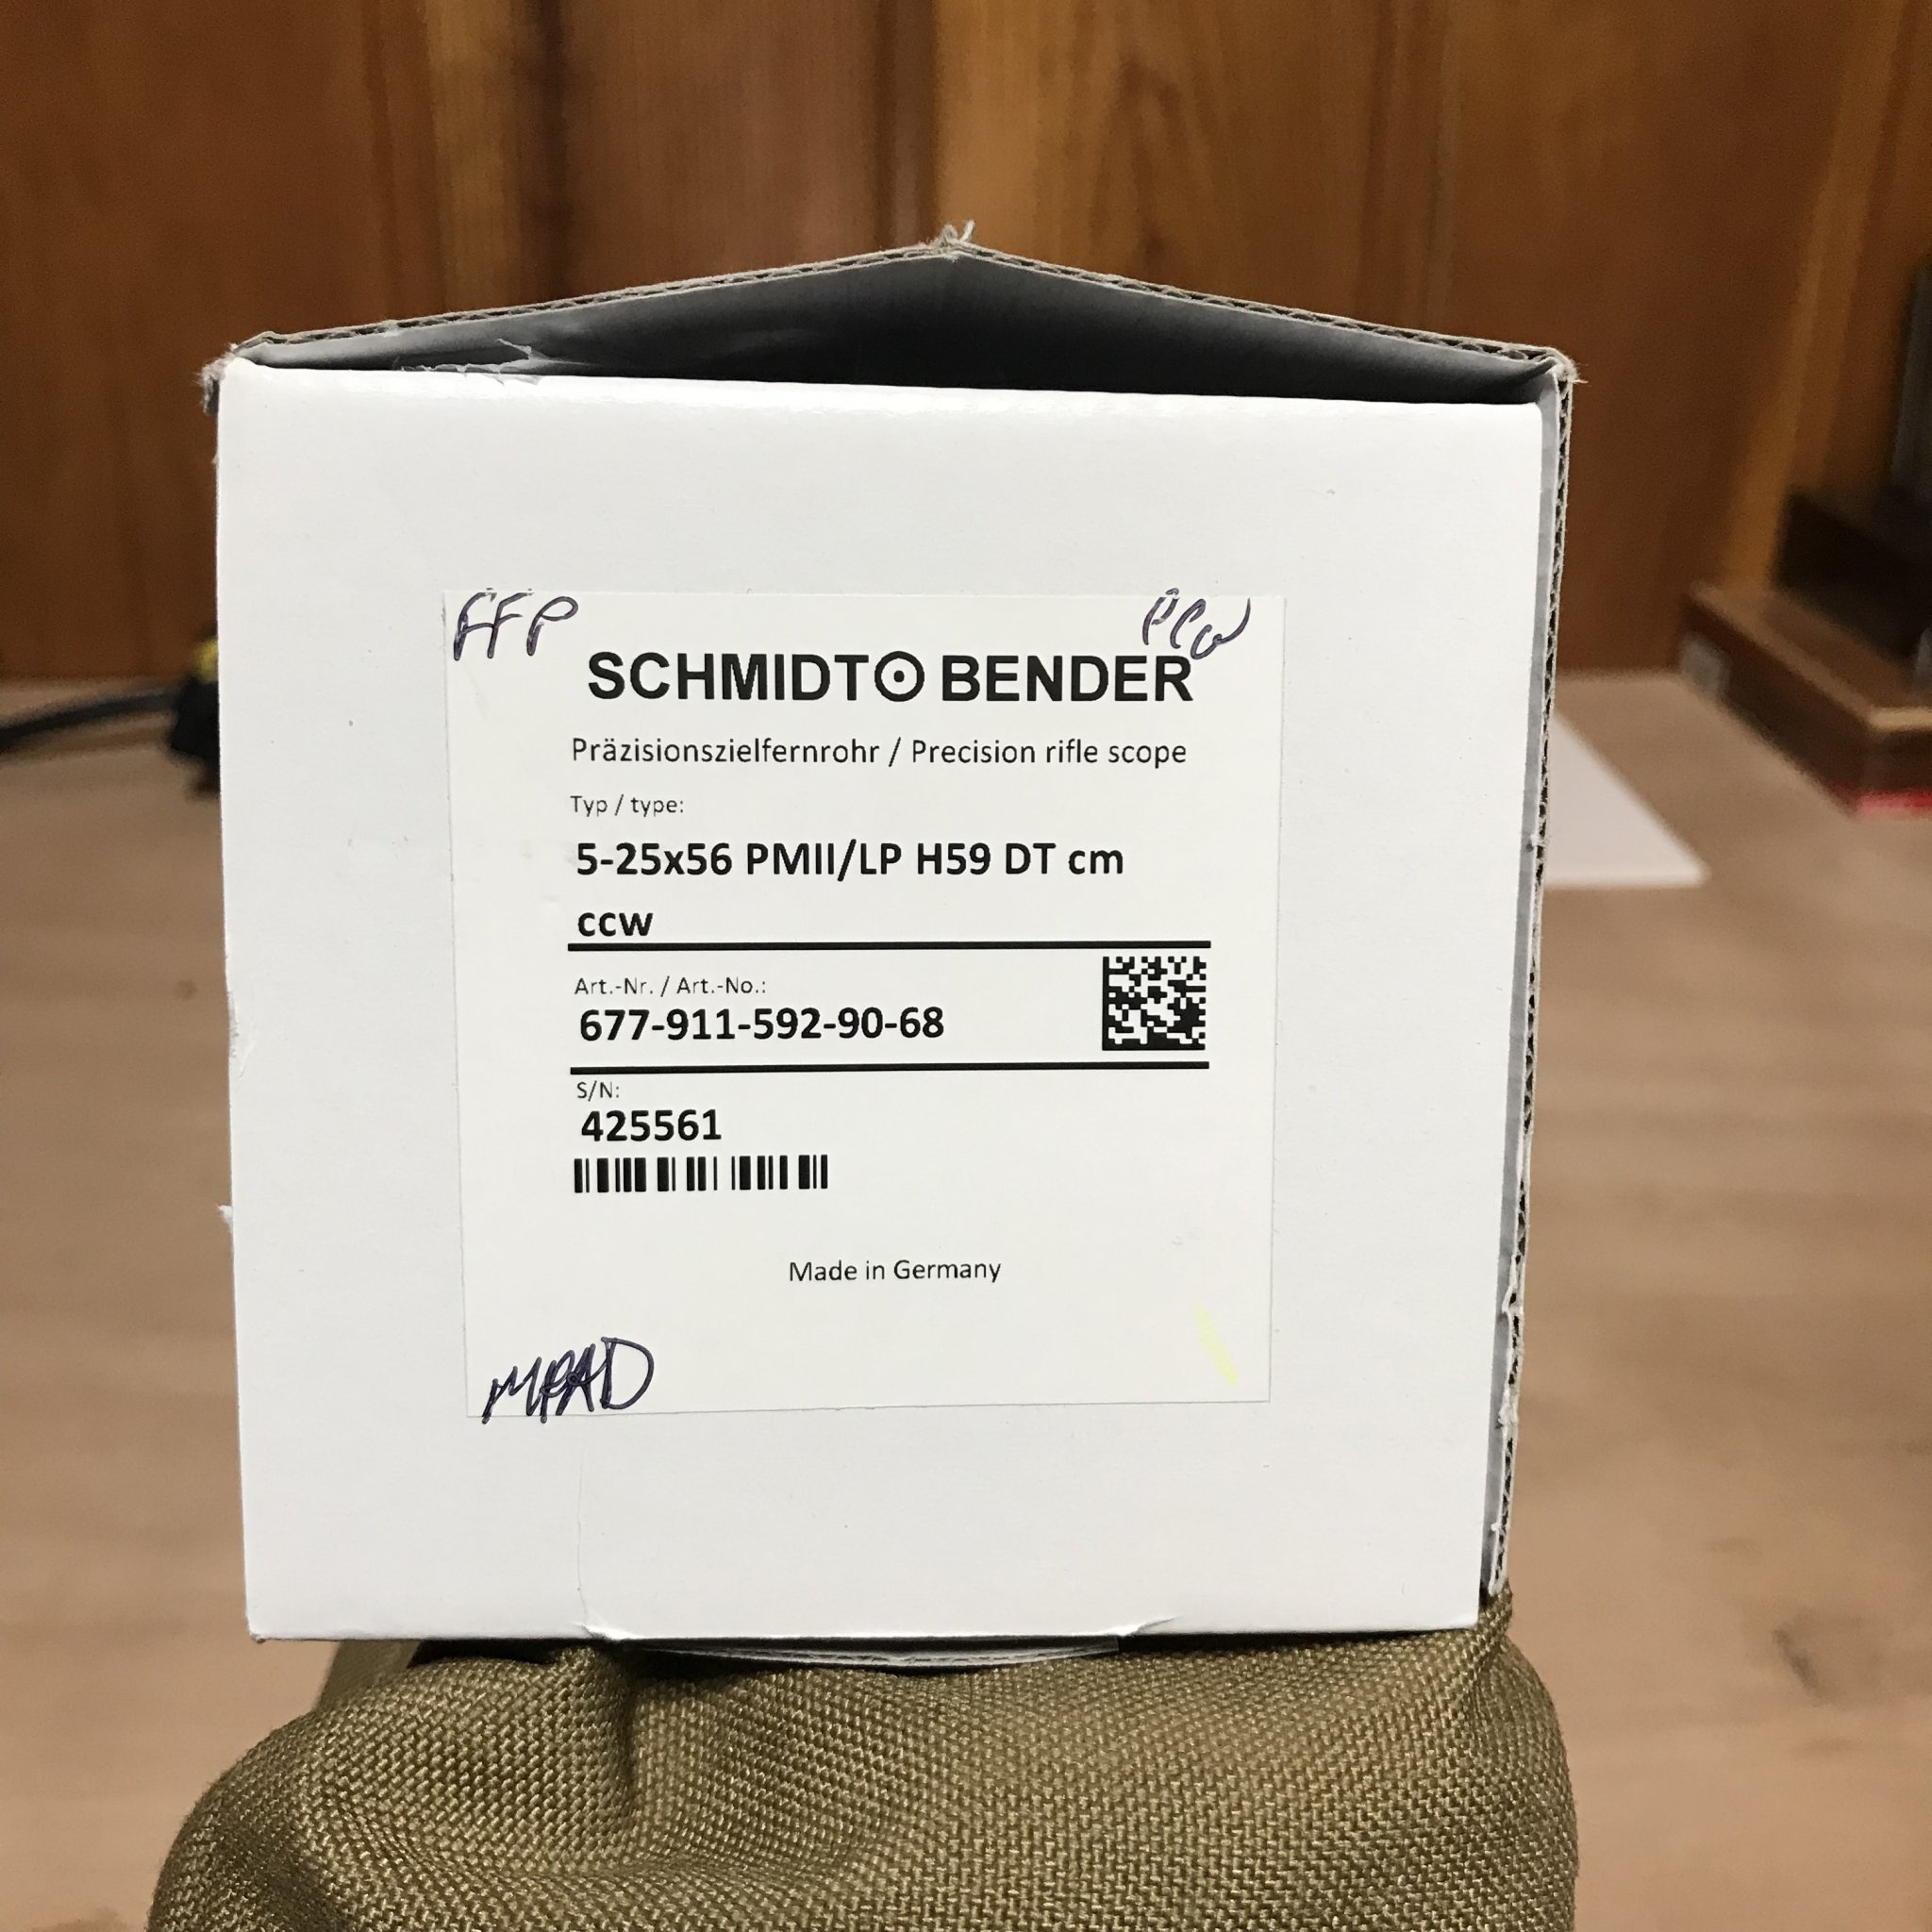 FFP
SCHMIDT BENDER
Präzisionszielfernrohr / Precision rifle scope
Typ / type:
5-25x56 PMII/LP H59 DT cm
ccw
Art.-Nr. / Art.-No.:
677-911-592-90-68
S/N:
425561
Made in Germany
MRAD